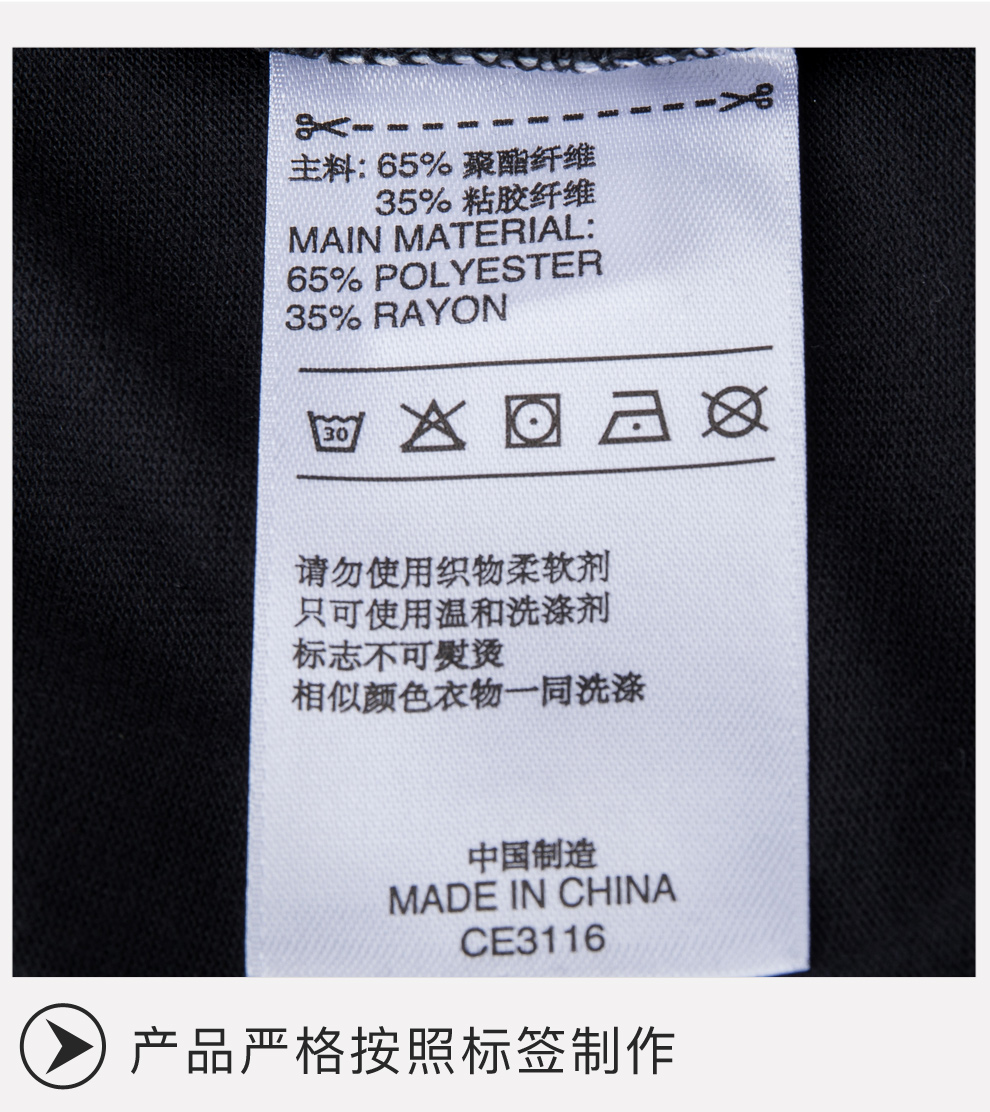 主料: 65% 聚酯纤维
35% 粘胶纤维
MAIN MATERIAL:
65% POLYESTER
35% RAYON
30
请勿使用织物柔软剂
只可使用温和洗涤剂
标志不可熨烫
相似颜色衣物一同洗涤
中国制造
MADE IN CHINA
CE3116
产品严格按照标签制作